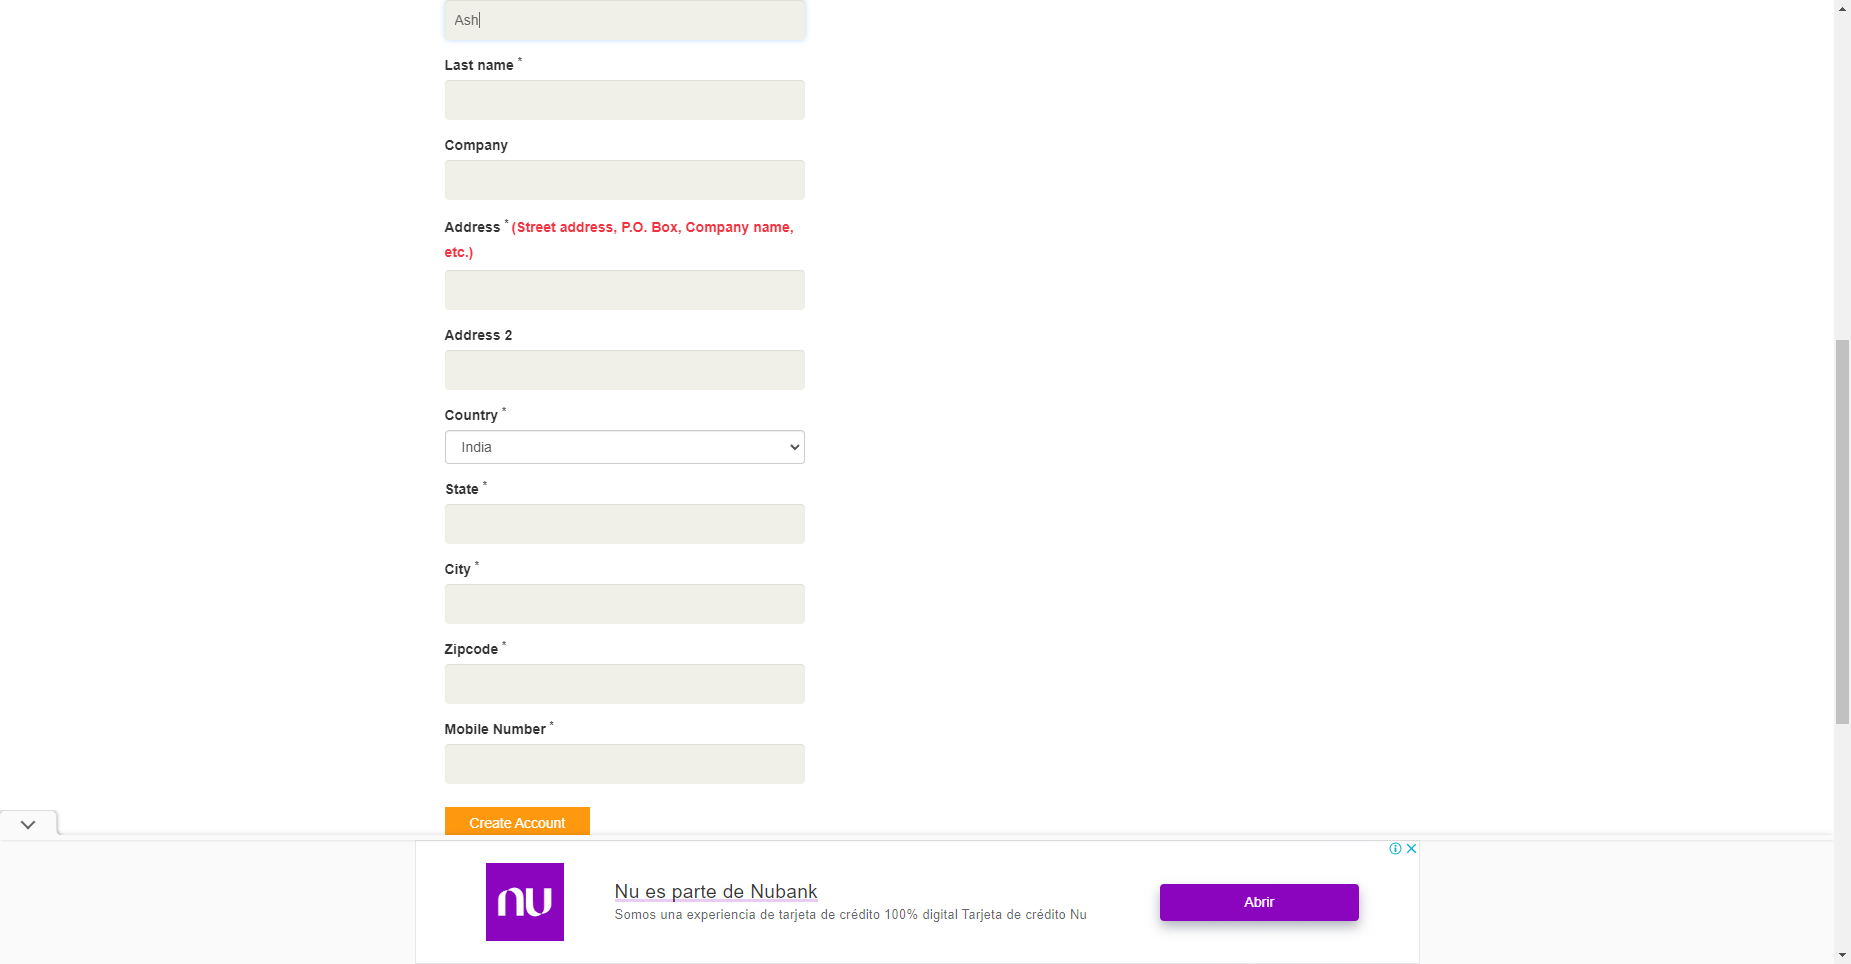 Ash
Last name *
Company
Address * (Street address, P.O. Box, Company name,
etc.)
Address 2
Country *
India
State *
City *
Zipcode *
Mobile Number *
Create Account
nu
Nu es parte de Nubank
Somos una experiencia de tarjeta de crédito 100% digital Tarjeta de crédito Nu
Abrir